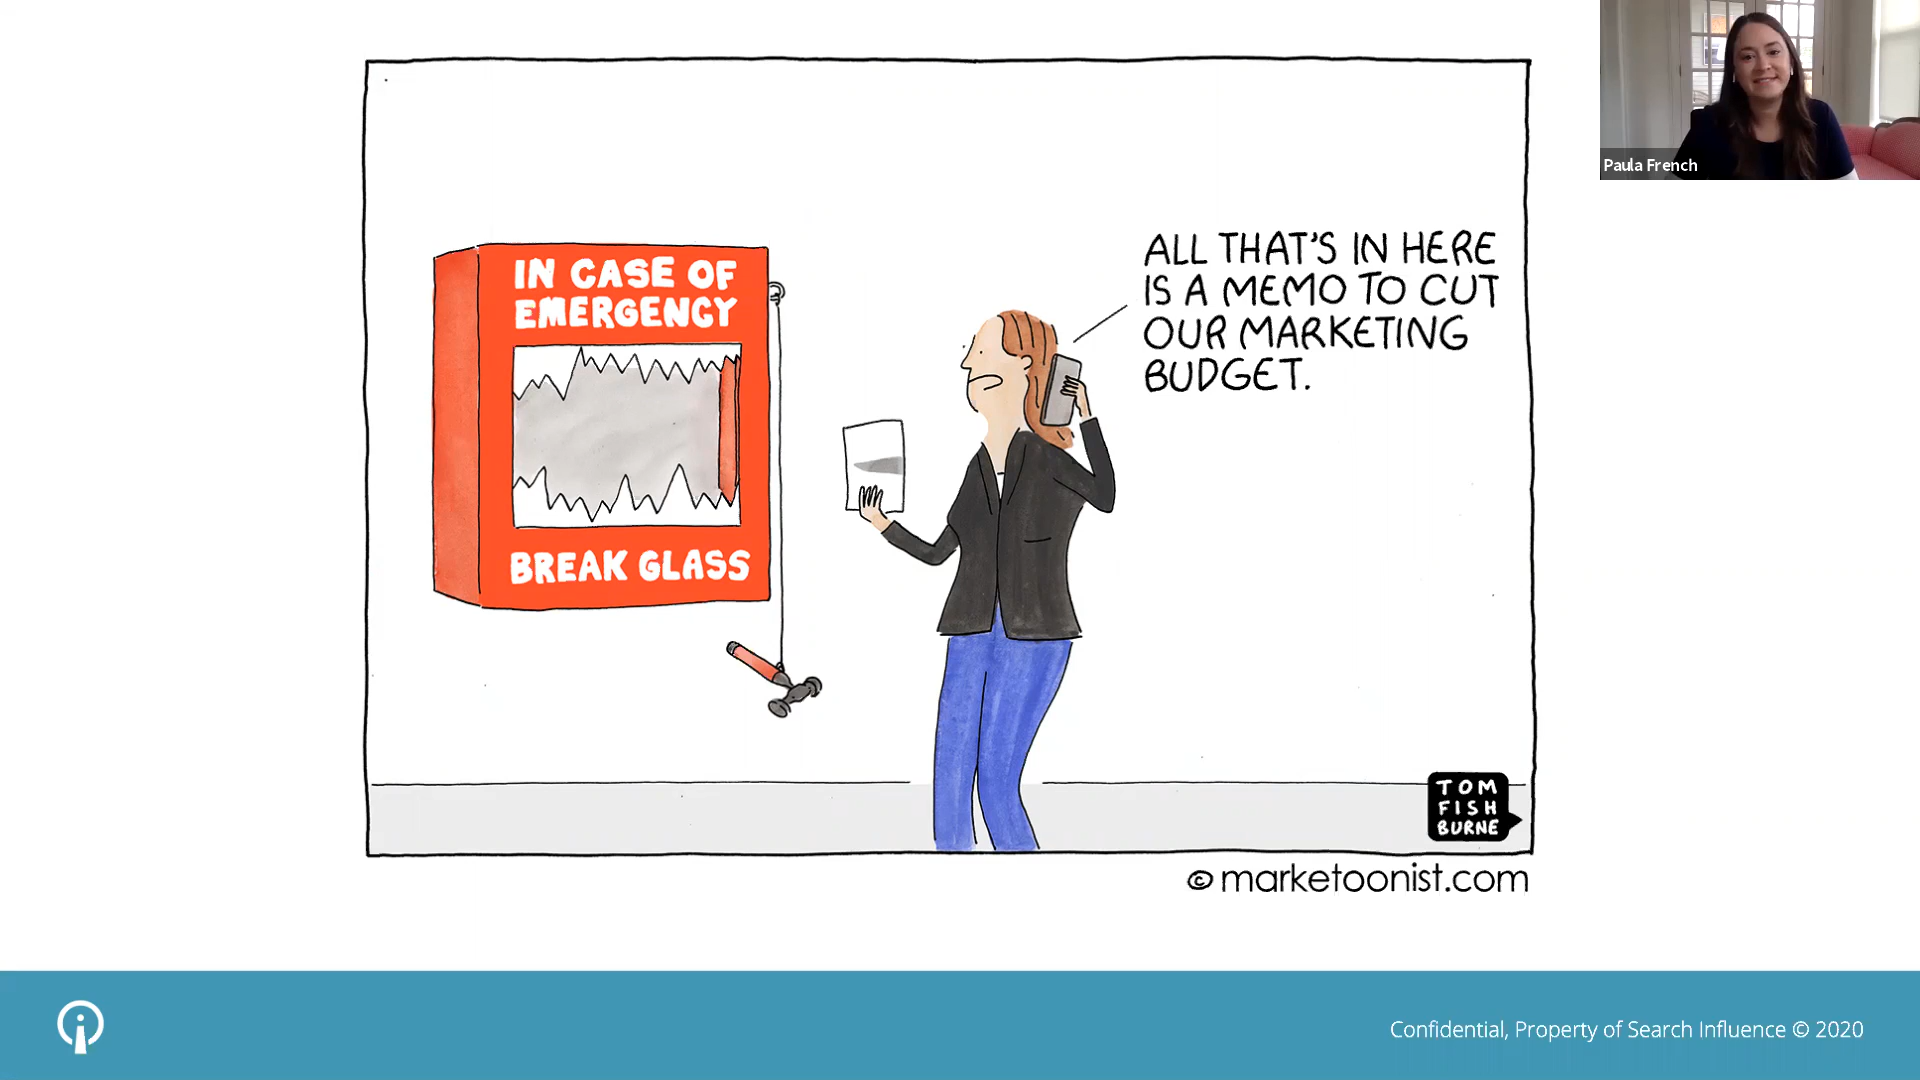 Paula French
IN CASE OF
EMERGENCY
BREAK GLASS
ALL THAT'S IN HERE
IS A MEMO TO CUT
OUR MARKETING
BUDGET.
TOM
FISH
BURNE
© marketoonist.com
Confidential, Property of Search Influence © 2020